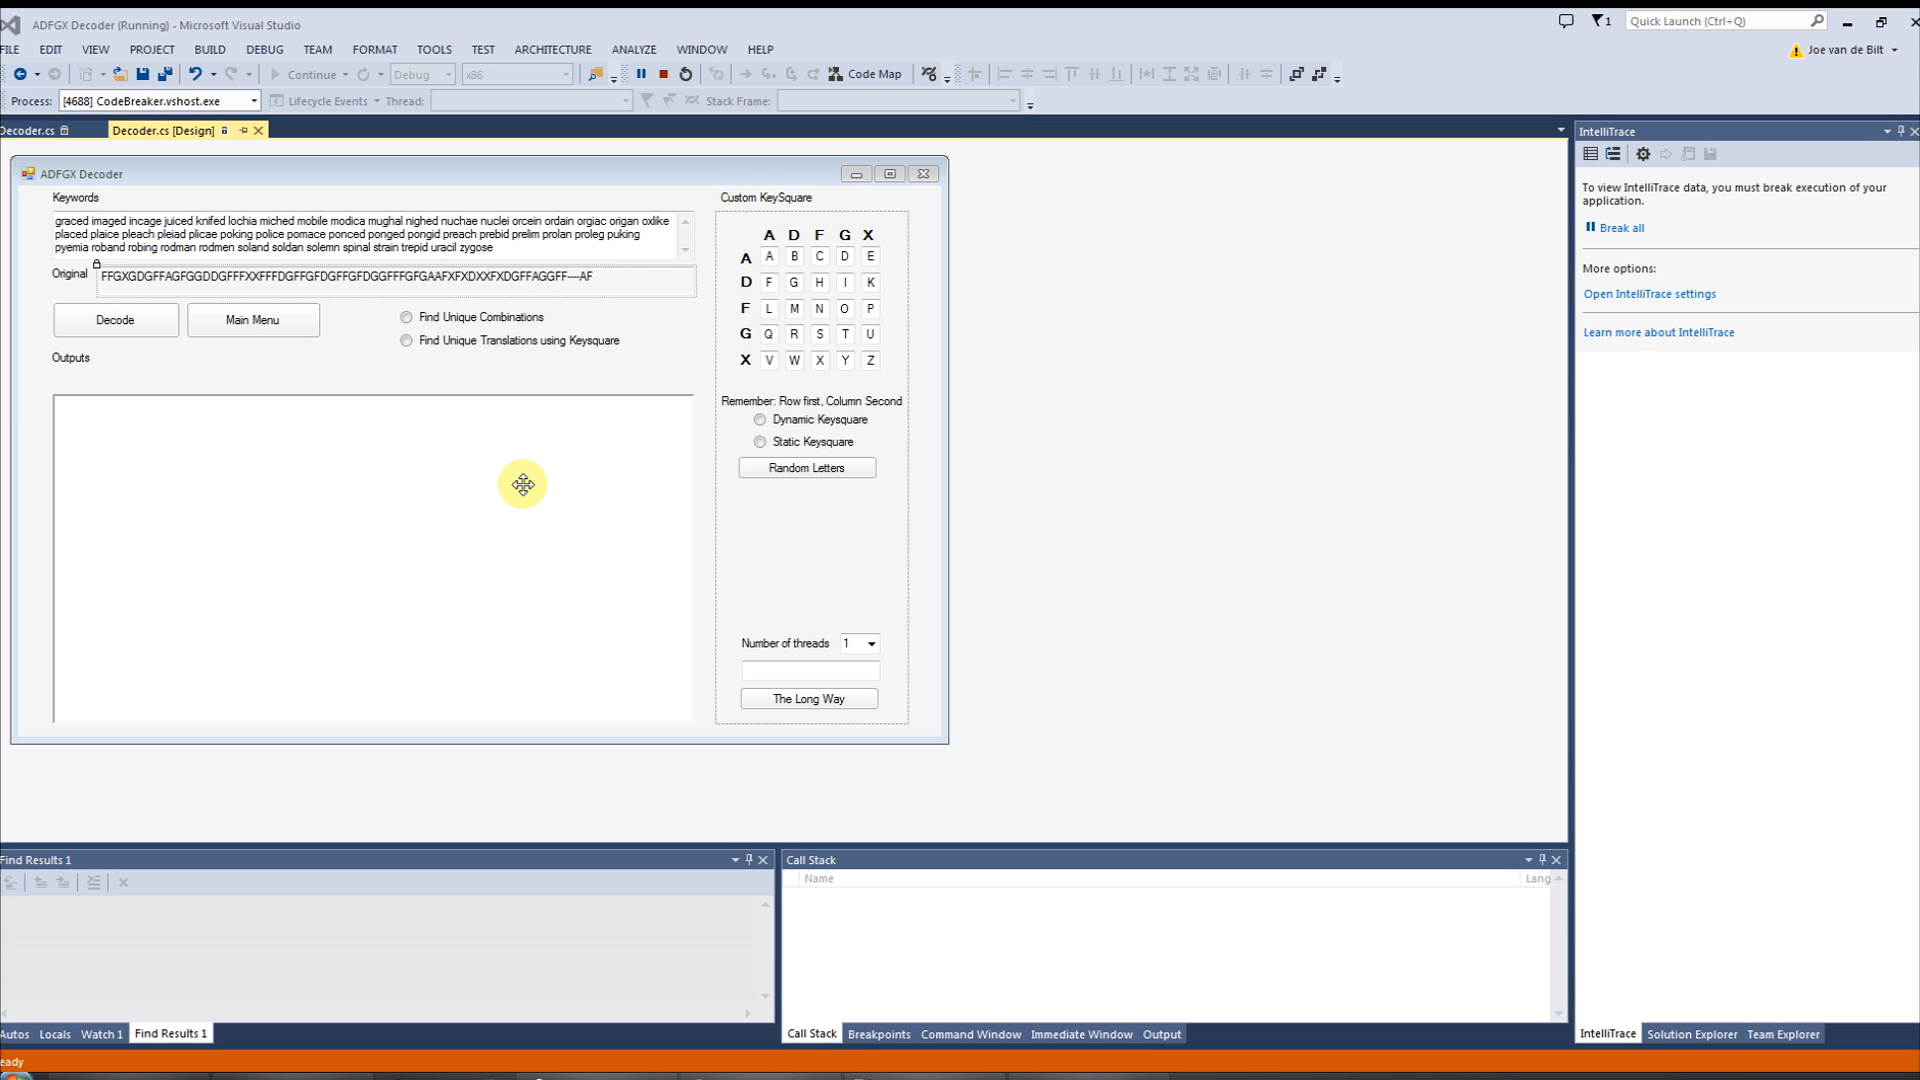 ADFGX Decoder (Running) - Microsoft Visual Studio
1
Quick Launch (Ctrl+Q)
FILE EDIT VIEW PROJECT BUILD DEBUG TEAM FORMAT TOOLS TEST ARCHITECTURE ANALYZE WINDOW HELP
Joe van de Bilt
Continue Debug x86 Code Map
Process: [4688] CodeBreaker.vshost.exe Lifecycle Events Thread: Stack Frame:
Decoder.cs Decoder.cs [Design]
IntelliTrace
ADFGX Decoder
Keywords
graced imaged incage juiced knifed lochia miched mobile modica mughal nighed nuchae nuclei orcein ordain orgiac origan oxlike
placed plaice pleach pleiad plicae poking police pomace ponced ponged pongid preach prebid prelim prolan proleg puking
pyemia roband robing rodman rodmen soland soldan solemn spinal strain trepid uracil zygose
Original FFGXGDGFFAGFGGDDGFFFXXFFFDGFFGFDGFFGFDGGFFFGFGAAFXFXDXXFXDGFFAGGFF----AF
Decode
Main Menu
Find Unique Combinations
Find Unique Translations using Keysquare
Outputs
Custom KeySquare
A D F G X
A A B C D E
D F G H I K
F L M N O P
G Q R S T U
X V W X Y Z
Remember: Row first, Column Second
Dynamic Keysquare
Static Keysquare
Random Letters
Number of threads 1
The Long Way
To view IntelliTrace data, you must break execution of your
application.
Break all
More options:
Open IntelliTrace settings
Learn more about IntelliTrace
Find Results 1
Call Stack
Name Lang
Autos Locals Watch 1 Find Results 1
Call Stack Breakpoints Command Window Immediate Window Output
IntelliTrace Solution Explorer Team Explorer
eady